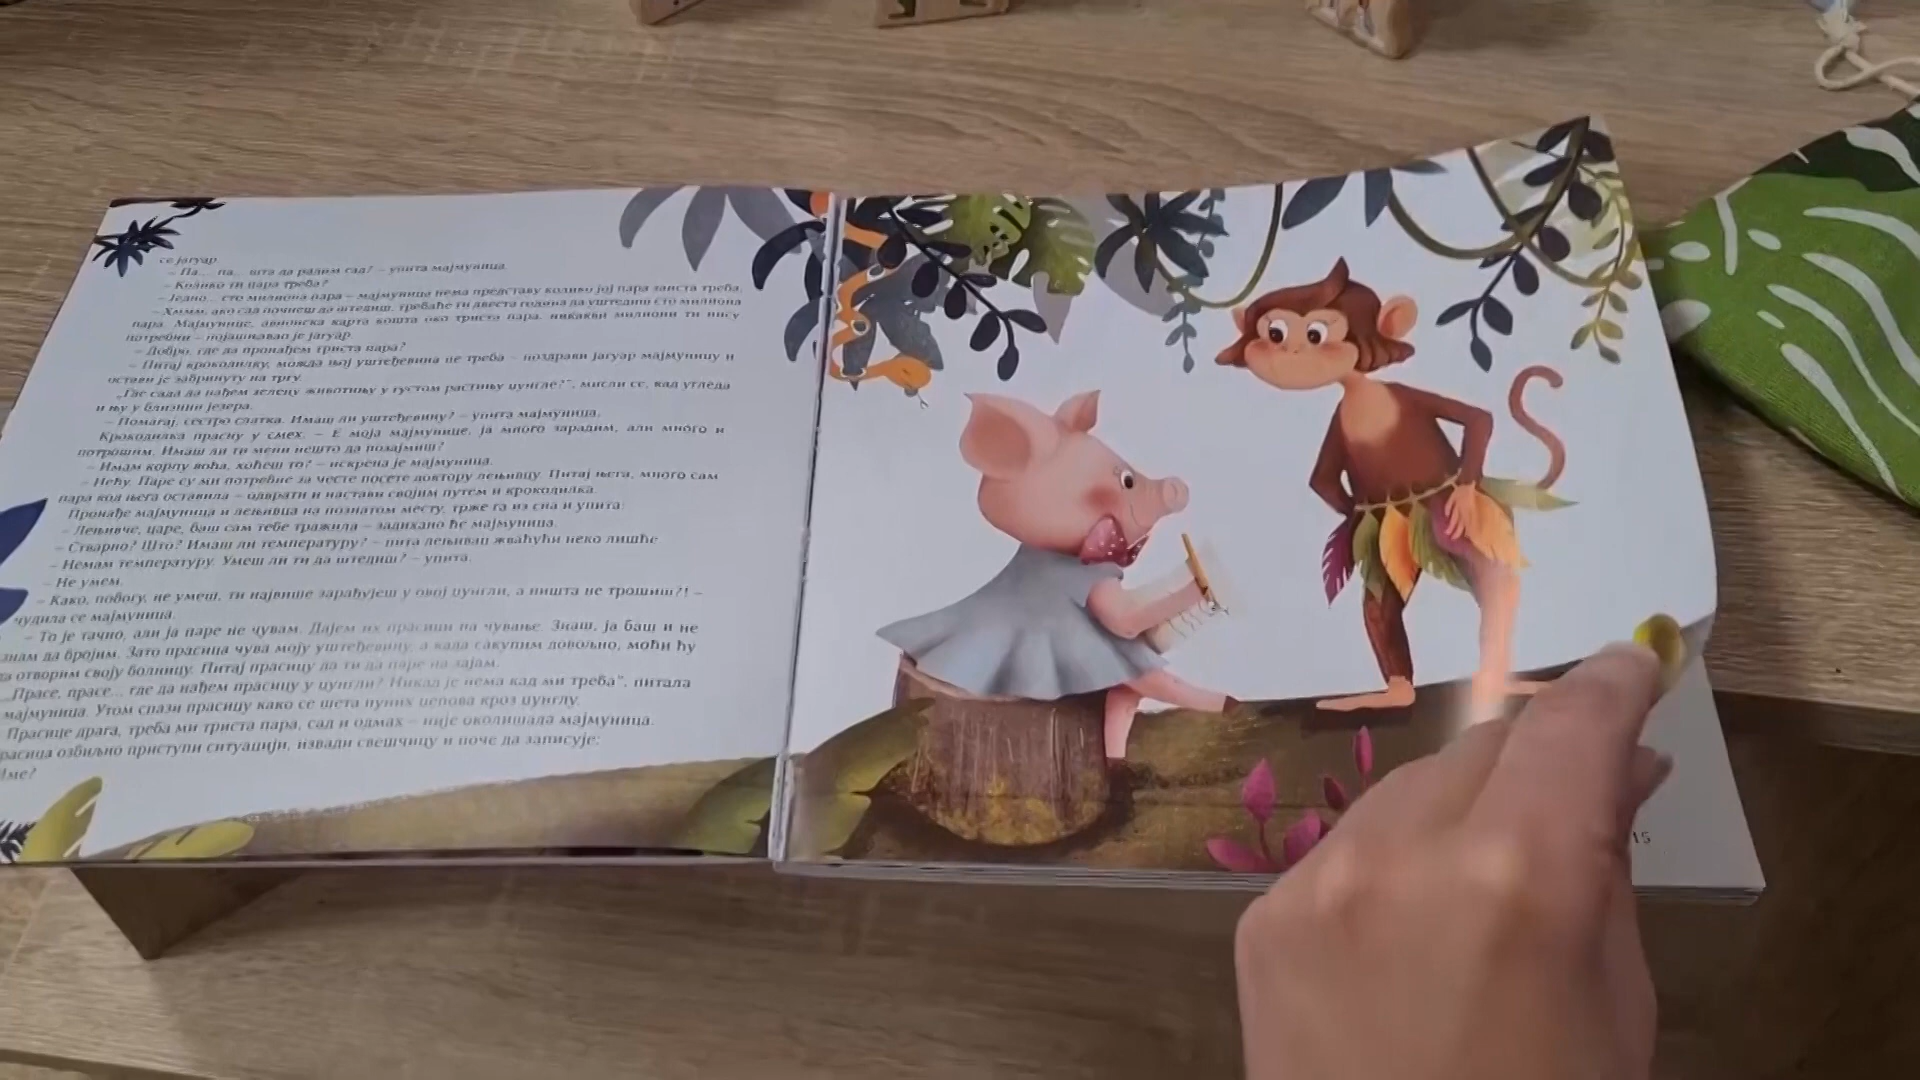 се јагуар.
– Па... па... шта да радим сад? – упита мајмуница.
– Колико ти пара треба?
– Једно... сто милиона пара – мајмуница нема представу колико јој пара заиста треба.
– Хммм, ако сад почнеш да штедиш, требаће ти двеста година да уштедиш сто милиона
пара. Мајмунице, авионска карта кошта око триста пара, никакви милиони ти нису
потребни – појашњавао је јагуар.
– Добро, где да пронађем триста пара?
– Питај крокодилку, можда њој уштеђевина не треба – поздрави јагуар мајмуницу и
остави је забринуту на тргу.
„Где сада да нађем зелену животињу у густом растињу џунгле?", мисли се, кад угледа
и њу у близини језера.
– Помагај, сестро слатка. Имаш ли уштеђевину? – упита мајмуница.
Крокодилка прасну у смех. – Е моја мајмунице, ја много зарадим, али много и
потрошим. Имаш ли ти мени нешто да позајмиш?
– Имам корпу воћа, хоћеш то? – искрена је мајмуница.
– Нећу. Паре су ми потребне за честе посете доктору лењивцу. Питај њега, много сам
пара код њега оставила – одврати и настави својим путем и крокодилка.
Пронађе мајмуница и лењивца на познатом месту, трже га из сна и упита:
– Лењивче, царе, баш сам тебе тражила – задихано ће мајмуница.
– Стварно? Што? Имаш ли температуру? – пита лењивац жваћући неко лишће.
– Немам температуру. Умеш ли ти да штедиш? – упита.
– Не умем.
– Како, побогу, не умеш, ти највише зарађујеш у овој џунгли, а ништа не трошиш?! –
чудила се мајмуница.
– То је тачно, али ја паре не чувам. Дајем их прасици на чување. Знаш, ја баш и не
знам да бројим. Зато прасица чува моју уштеђевину, а када сакупим довољно, моћи ћу
да отворим своју болницу. Питај прасицу да ти да паре на зајам.
„Прасе, прасе... где да нађем прасицу у џунгли? Никад је нема кад ми треба", питала
мајмуница. Утом спази прасицу како се шета пуних џепова кроз џунглу.
Прасице драга, треба ми триста пара, сад и одмах – није околишала мајмуница.
расица озбиљно приступи ситуацији, извади свешчицу и поче да записује:
Име?
15